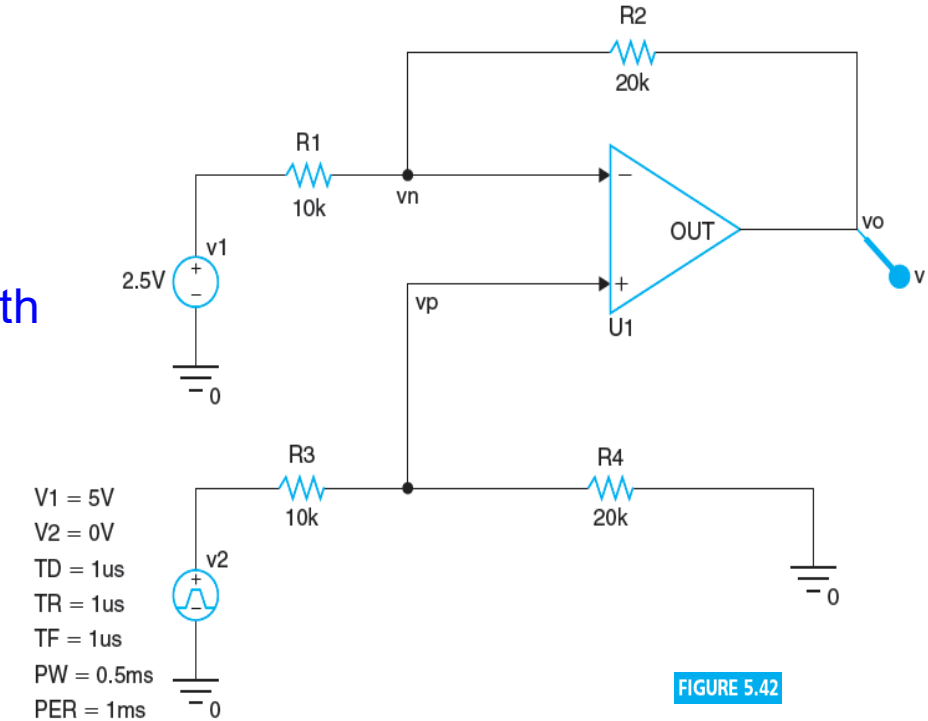 R2
20k
R1
10k
vn
v1
+
−
2.5V
0
th
−
OUT
+
U1
vo
v
vp
R3
10k
R4
20k
0
V1 = 5V
V2 = 0V
TD = 1us
TR = 1us
TF = 1us
PW = 0.5ms
PER = 1ms
v2
+
−
0
FIGURE 5.42